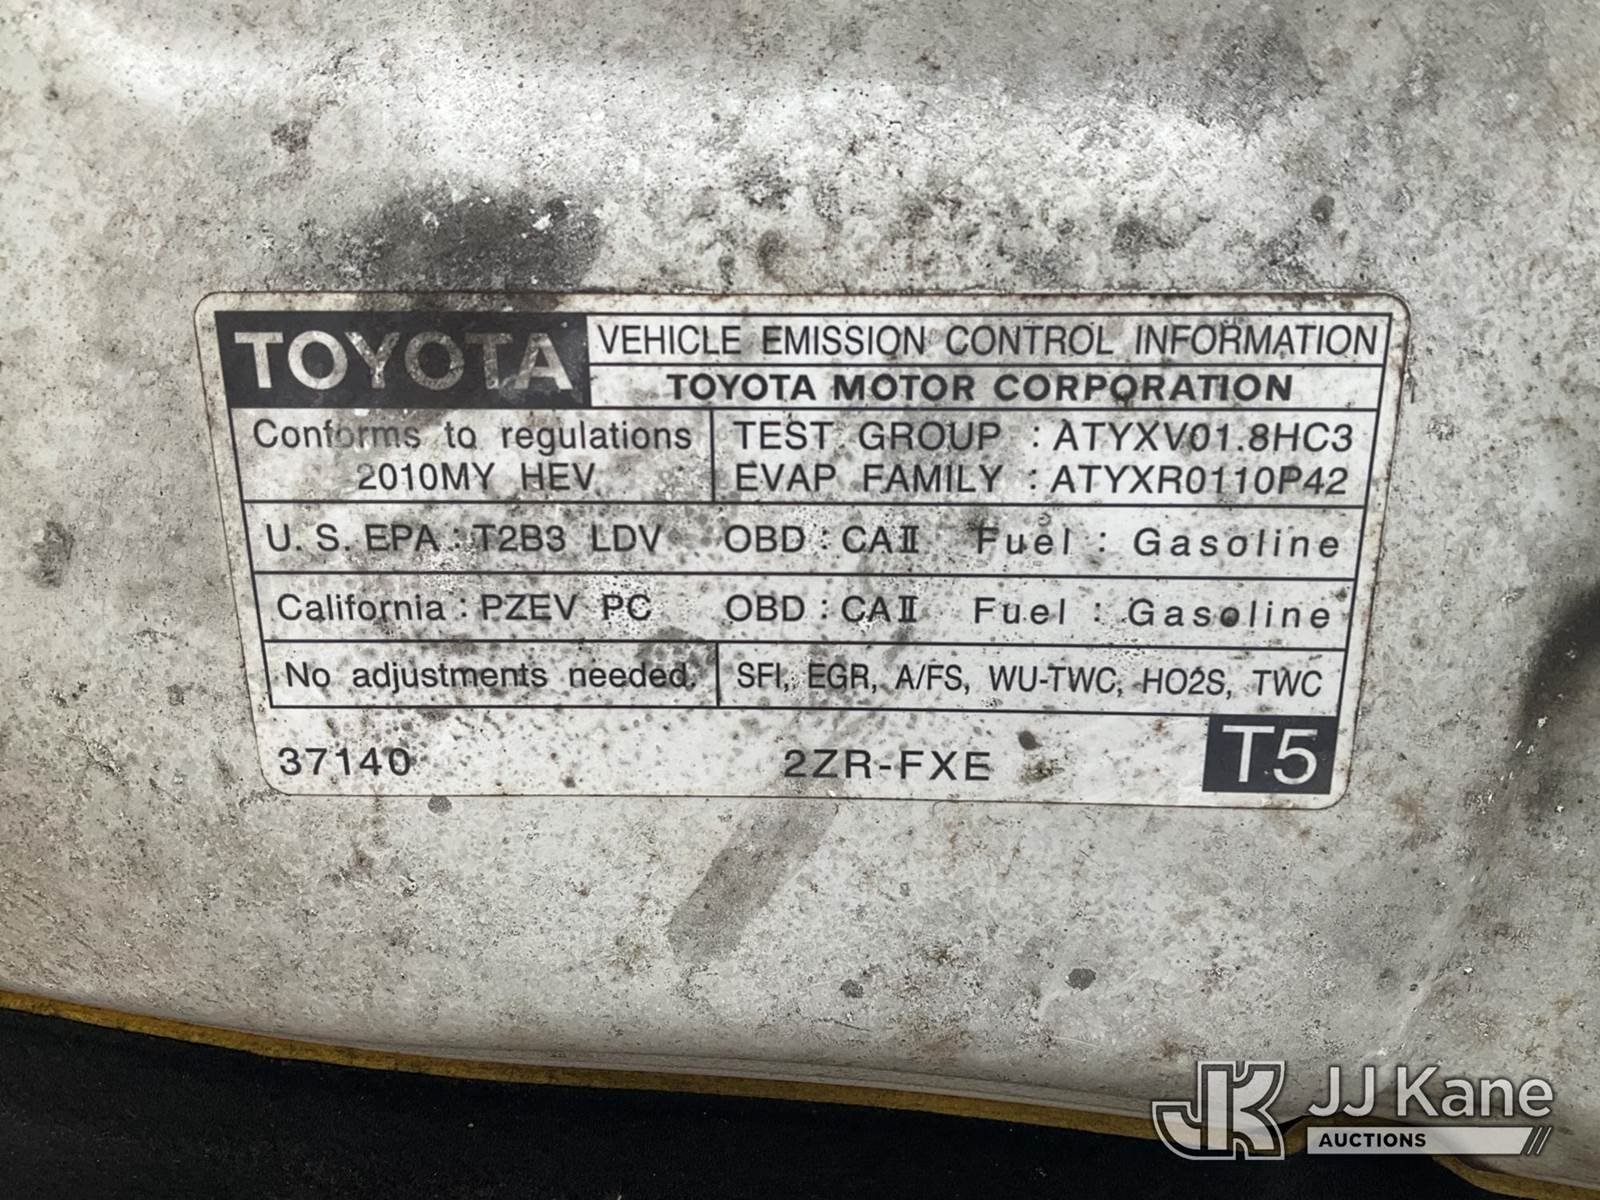 TOYOTA VEHICLE EMISSION CONTROL INFORMATION
TOYOTA MOTOR CORPORATION
Conforms to regulations
2010MY HEV
TEST GROUP : ATYXV01.8HC3
EVAP FAMILY : ATYXR0110P42
U.S. EPA : T2B3 LDV OBD : CAII Fuel : Gasoline
California : PZEV PC OBD : CAII Fuel : Gasoline
No adjustments needed. SFI, EGR, A/FS, WU-TWC, HO2S, TWC
37140 2ZR-FXE T5
JK JJ Kane
AUCTIONS